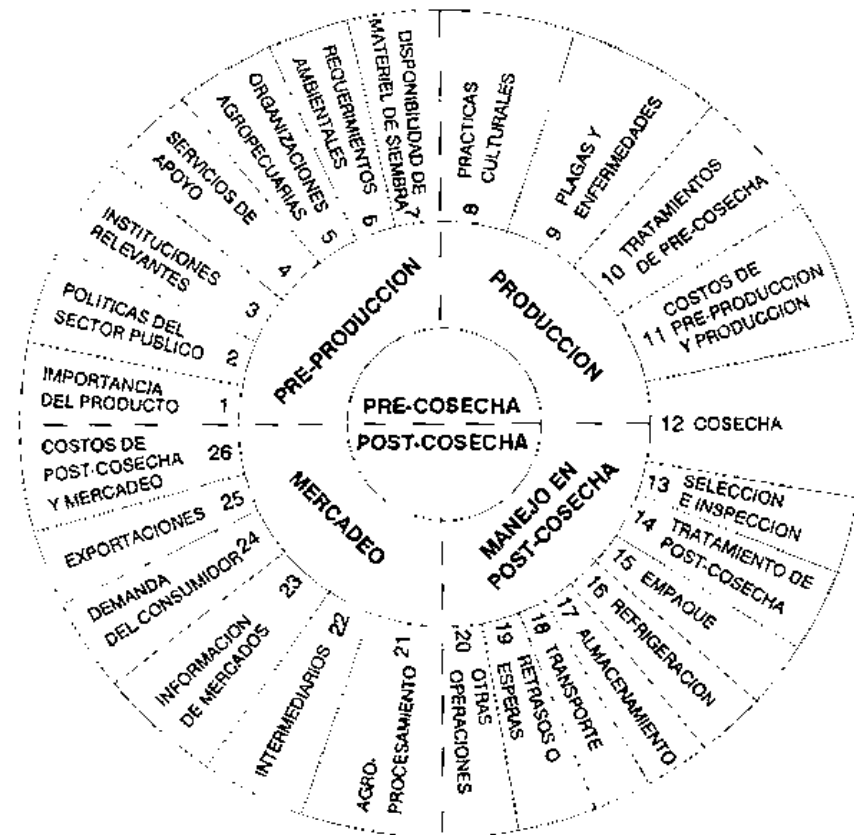 PRE-COSECHA
POST-COSECHA
PRE-PRODUCCION
PRODUCCION
MANEJO EN
POST-COSECHA
MERCADEO
IMPORTANCIA
DEL PRODUCTO 1
POLITICAS DEL
SECTOR PUBLICO 2
INSTITUCIONES
RELEVANTES 3
SERVICIOS DE
APOYO 4
ORGANIZACIONES
AGROPECUARIAS 5
REQUERIMIENTOS
AMBIENTALES 6
DISPONIBILIDAD DE
MATERIEL DE SIEMBRA 7
8 PRACTICAS
CULTURALES
9 PLAGAS Y
ENFERMEDADES
10 TRATAMIENTOS
DE PRE-COSECHA
11 COSTOS DE
PRE-PRODUCCION
Y PRODUCCION
12 COSECHA
13 SELECCION
E INSPECCION
14 TRATAMIENTO DE
POST-COSECHA
15 EMPAQUE
16 REFRIGERACION
17 ALMACENAMIENTO
18 TRANSPORTE
19 RETRASOS O
ESPERAS
20 OTRAS
OPERACIONES
AGRO-
PROCESAMIENTO 21
INTERMEDIARIOS 22
INFORMACION
DE MERCADOS 23
DEMANDA
DEL CONSUMIDOR 24
EXPORTACIONES 25
COSTOS DE
POST-COSECHA 26
Y MERCADEO